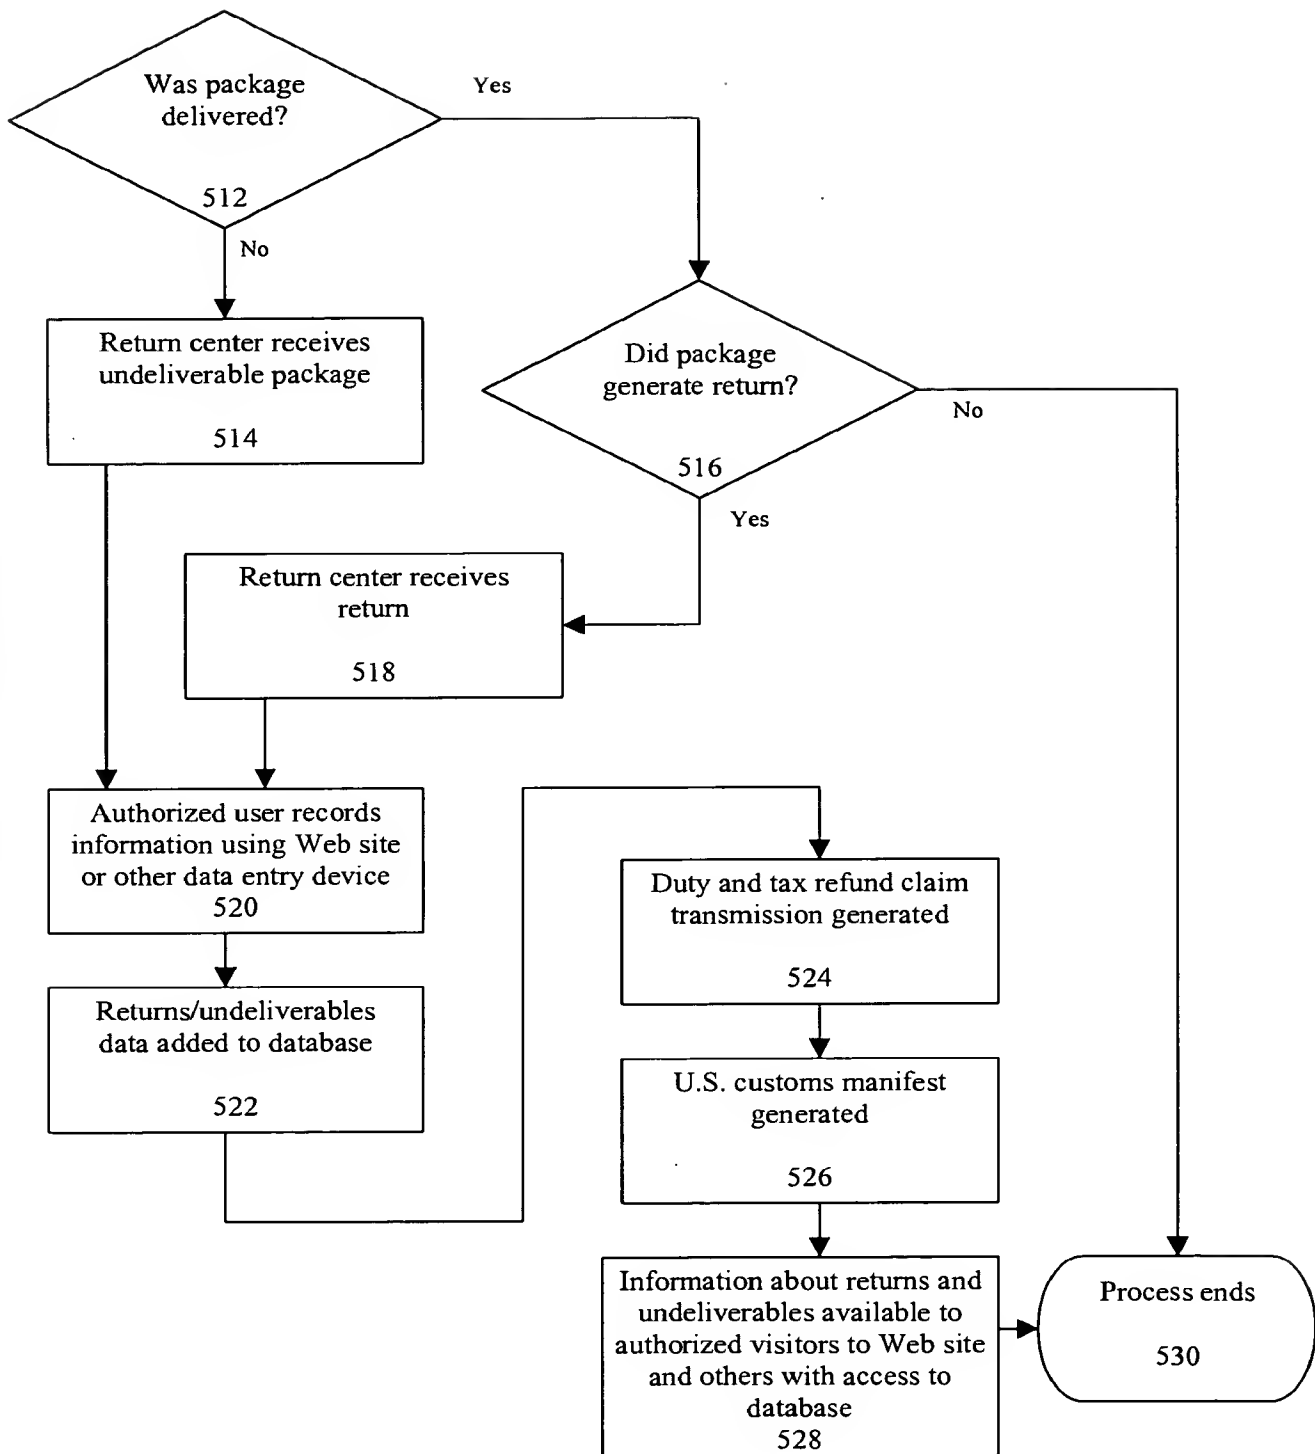 Was package
delivered?
512
Yes
No
Return center receives
undeliverable package
514
Did package
generate return?
516
No
Yes
Return center receives
return
518
Authorized user records
information using Web site
or other data entry device
520
Returns/undeliverables
data added to database
522
Duty and tax refund claim
transmission generated
524
U.S. customs manifest
generated
526
Information about returns and
undeliverables available to
authorized visitors to Web site
and others with access to
database
528
Process ends
530